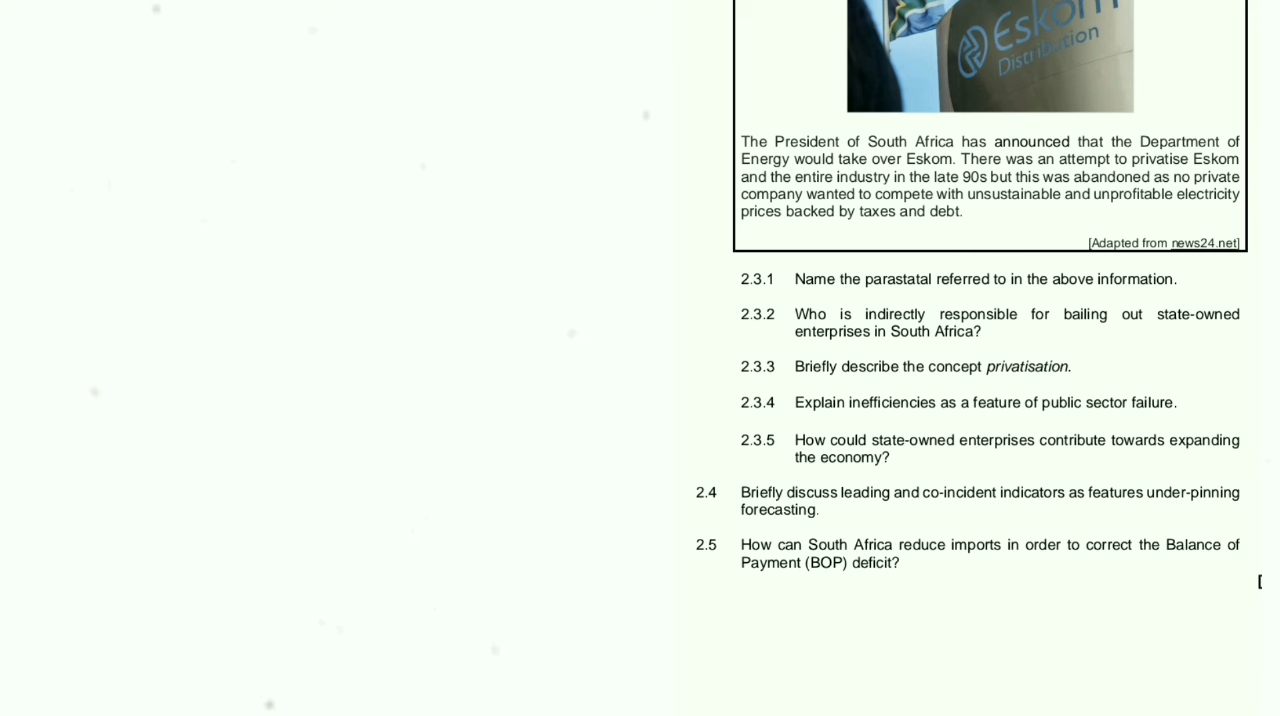 Eskom
Distribution
The President of South Africa has announced that the Department of
Energy would take over Eskom. There was an attempt to privatise Eskom
and the entire industry in the late 90s but this was abandoned as no private
company wanted to compete with unsustainable and unprofitable electricity
prices backed by taxes and debt.
[Adapted from news24.net]
2.3.1 Name the parastatal referred to in the above information.
2.3.2 Who is indirectly responsible for bailing out state-owned
enterprises in South Africa?
2.3.3 Briefly describe the concept privatisation.
2.3.4 Explain inefficiencies as a feature of public sector failure.
2.3.5 How could state-owned enterprises contribute towards expanding
the economy?
2.4 Briefly discuss leading and co-incident indicators as features under-pinning
forecasting.
2.5 How can South Africa reduce imports in order to correct the Balance of
Payment (BOP) deficit?
[